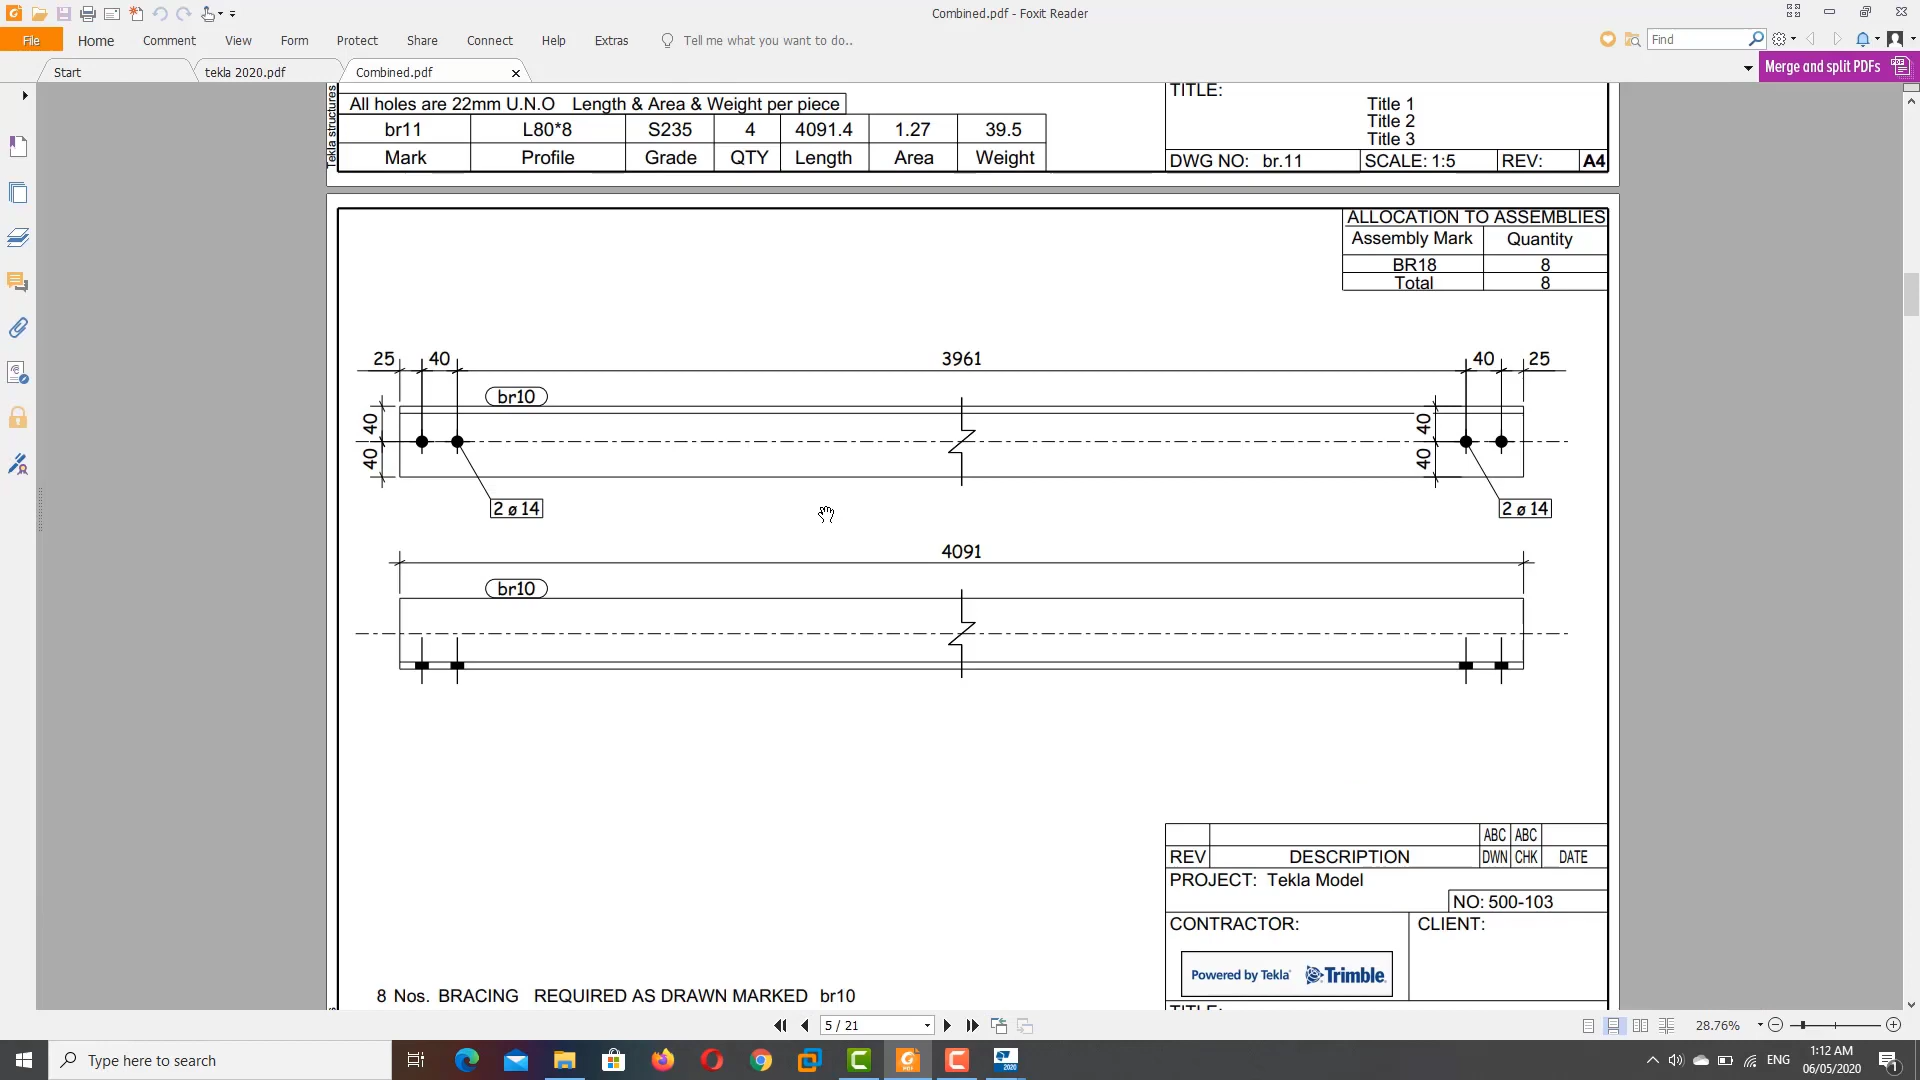 Combined.pdf - Foxit Reader
File Home Comment View Form Protect Share Connect Help Extras Tell me what you want to do.. Find
Start tekla 2020.pdf Combined.pdf Merge and split PDFs
Tekla structures
All holes are 22mm U.N.O Length & Area & Weight per piece
br11 L80*8 S235 4 4091.4 1.27 39.5
Mark Profile Grade QTY Length Area Weight
TITLE:
Title 1
Title 2
Title 3
DWG NO: br.11 SCALE: 1:5 REV: A4
ALLOCATION TO ASSEMBLIES
Assembly Mark Quantity
BR18 8
Total 8
25 40 3961 40 25
br10
40 40
40 40
2 ø 14 2 ø 14
4091
br10
ABC ABC
REV DESCRIPTION DWN CHK DATE
PROJECT: Tekla Model
NO: 500-103
CONTRACTOR: CLIENT:
Powered by Tekla Trimble
8 Nos. BRACING REQUIRED AS DRAWN MARKED br10
5 / 21
28.76%
Type here to search
2020
ENG
1:12 AM
06/05/2020
1